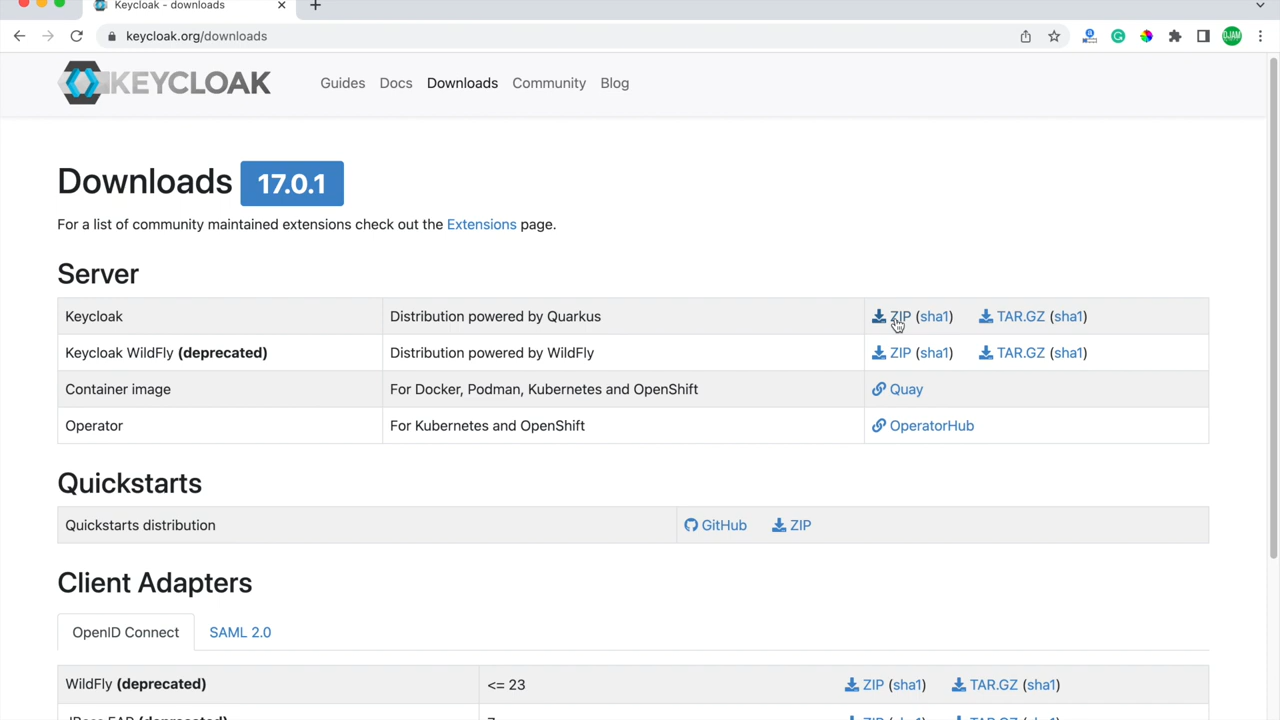 Keycloak - downloads
keycloak.org/downloads
DJAM
KEYCLOAK Guides Docs Downloads Community Blog
Downloads 17.0.1
For a list of community maintained extensions check out the Extensions page.
Server
Keycloak Distribution powered by Quarkus ZIP (sha1) TAR.GZ (sha1)
Keycloak WildFly (deprecated) Distribution powered by WildFly ZIP (sha1) TAR.GZ (sha1)
Container image For Docker, Podman, Kubernetes and OpenShift Quay
Operator For Kubernetes and OpenShift OperatorHub
Quickstarts
Quickstarts distribution GitHub ZIP
Client Adapters
OpenID Connect SAML 2.0
WildFly (deprecated) <= 23 ZIP (sha1) TAR.GZ (sha1)